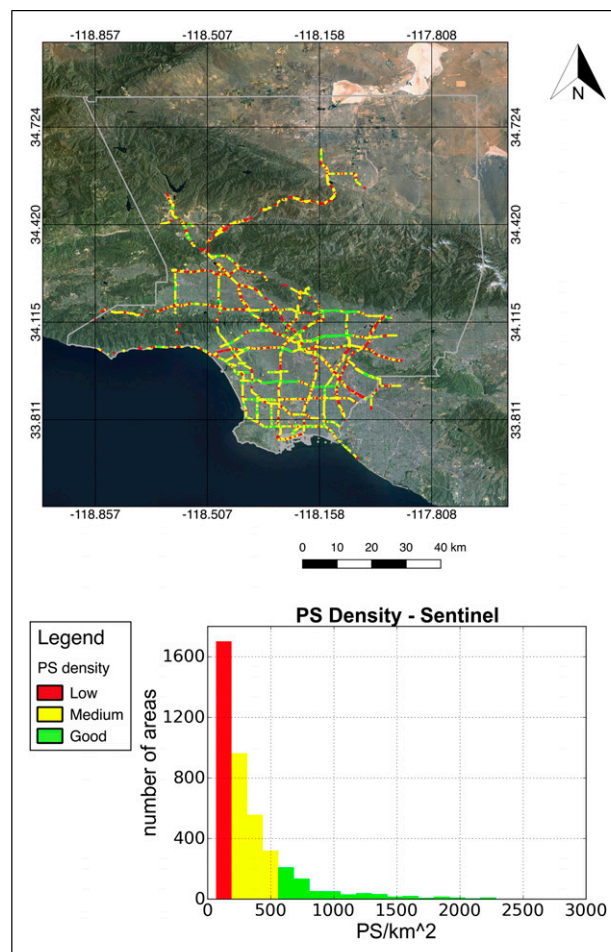 -118.857 -118.507 -118.158 -117.808
34.724 34.724
N
34.420 34.420
34.115 34.115
33.811 33.811
-118.857 -118.507 -118.158 -117.808
0 10 20 30 40 km
PS Density - Sentinel
Legend
PS density
Low
Medium
Good
number of areas
1600
1200
800
400
0
0 500 1000 1500 2000 2500 3000
PS/km^2